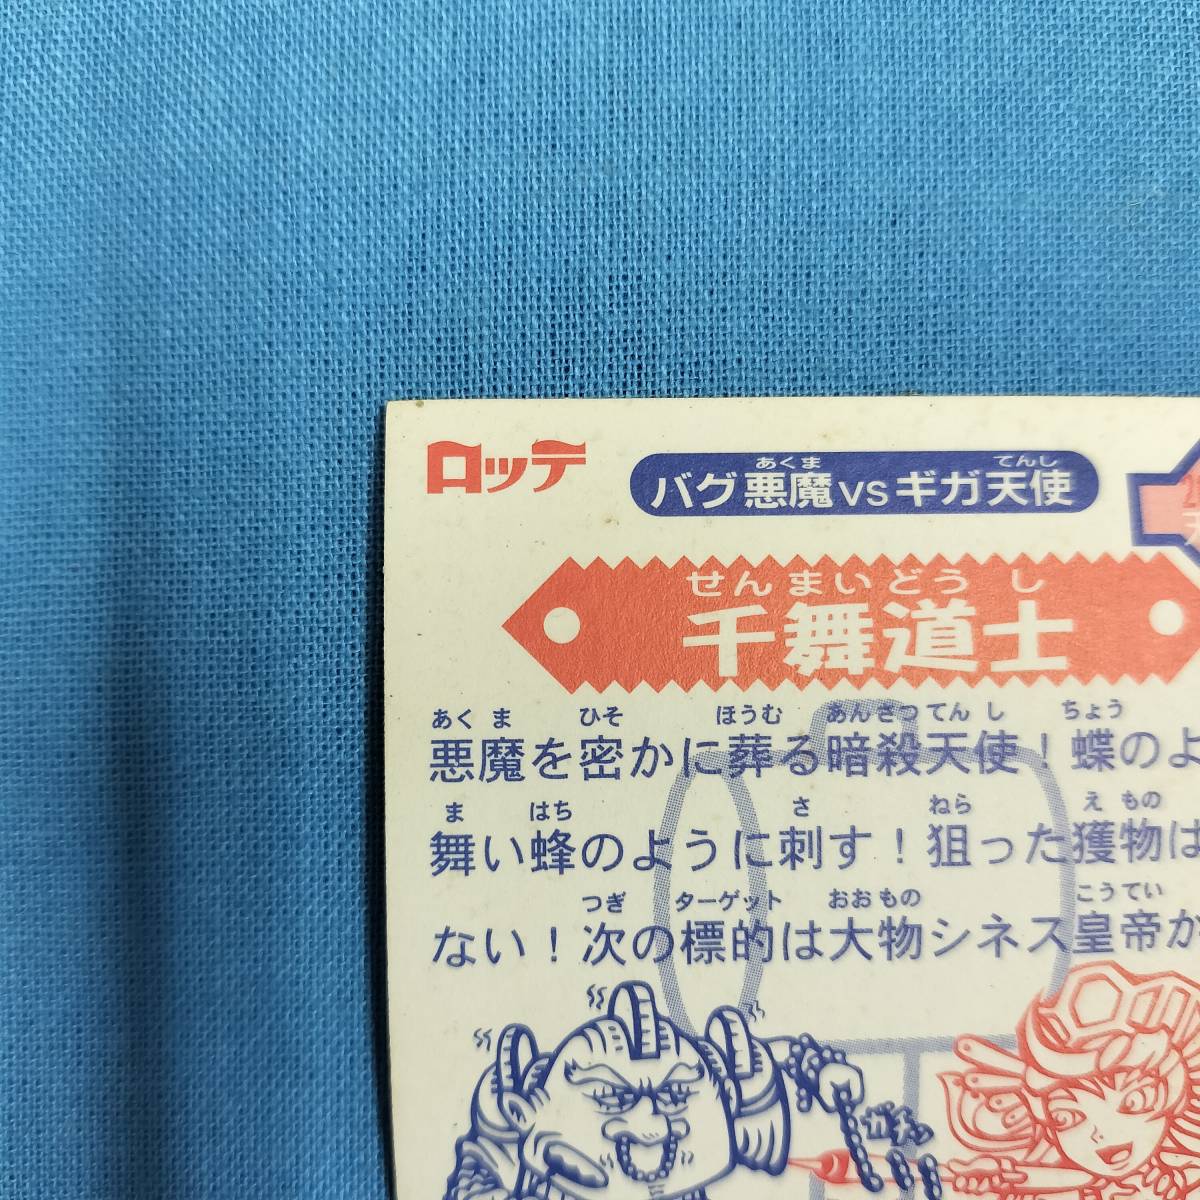 ロッテ
あくま てんし
バグ悪魔VSギガ天使
せんまいどうし
千舞道士
あくま ひそ ほうむ あんさつてんし ちょう
悪魔を密かに葬る暗殺天使！蝶のよ
ま はち さ ねら えもの
舞い蜂のように刺す！狙った獲物は
つぎ ターゲット おおもの こうてい
ない！次の標的は大物シネス皇帝か